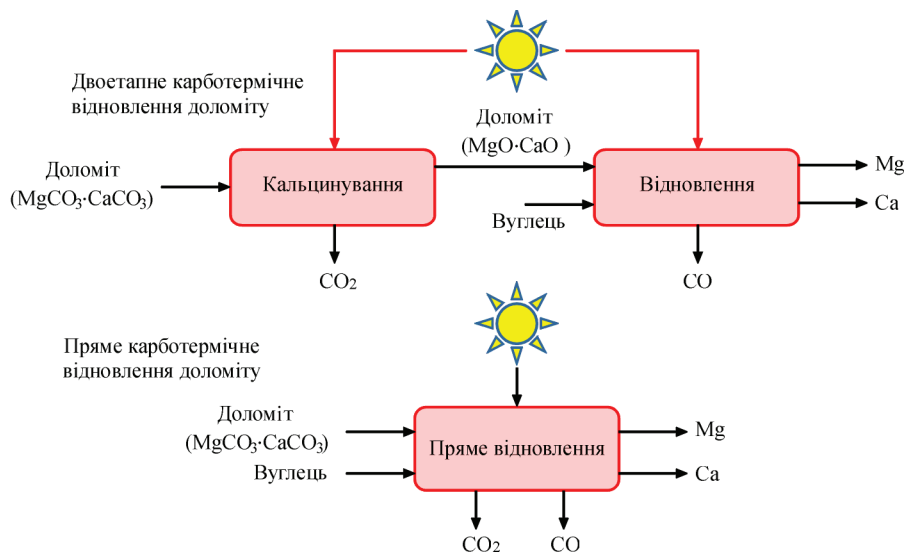 Двоетапне карботермічне
відновлення доломіту
Доломіт
(MgO·CaO )
Доломіт
(MgCO₃·CaCO₃)
Кальцинування
Відновлення
Mg
Ca
Вуглець
CO₂
CO
Пряме карботермічне
відновлення доломіту
Доломіт
(MgCO₃·CaCO₃)
Вуглець
Пряме відновлення
Mg
Ca
CO₂
CO